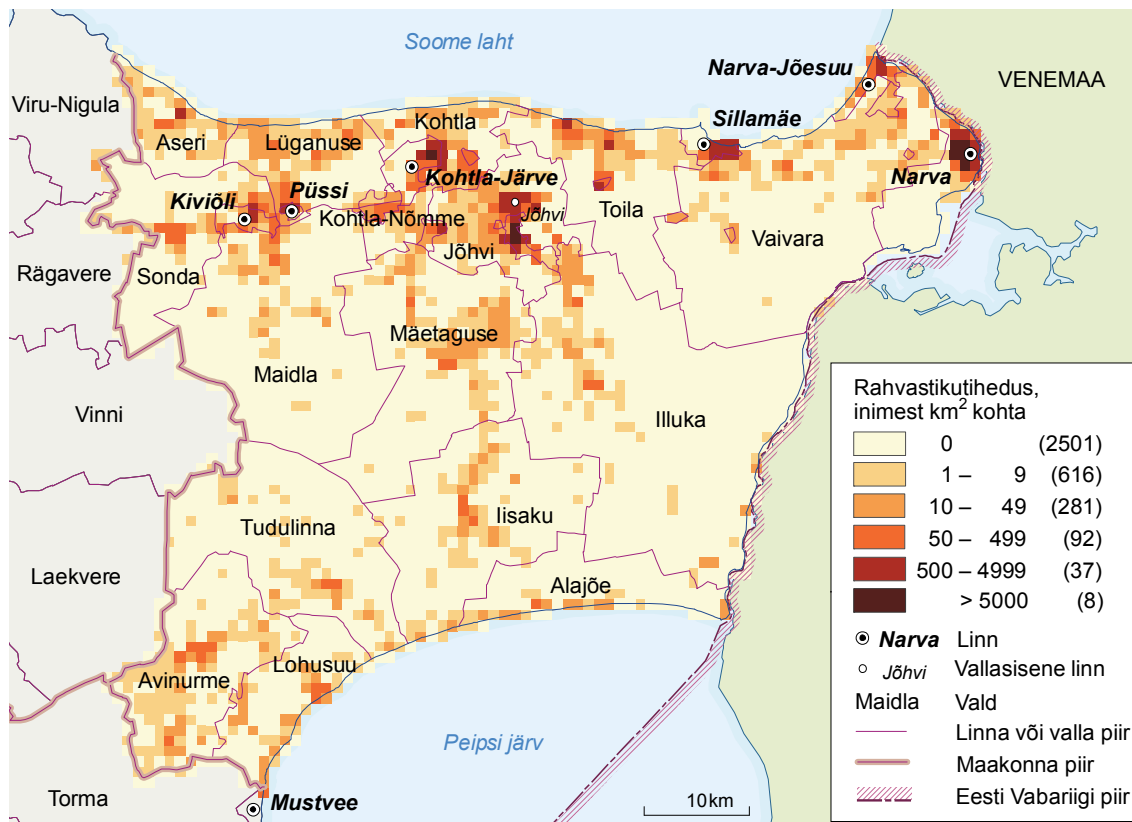 Soome laht
Narva-Jõesuu
VENEMAA
Viru-Nigula
Sillamäe
Kohtla
Aseri
Lüganuse
Kohtla-Järve
Narva
Püssi
Kiviõli
Jõhvi
Kohtla-Nõmme
Toila
Vaivara
Jõhvi
Rägavere
Sonda
Mäetaguse
Maidla
Vinni
Illuka
Iisaku
Tudulinna
Laekvere
Alajõe
Lohusuu
Avinurme
Peipsi järv
Torma
Mustvee
10 km
Rahvastikutihedus,
inimest km² kohta
0 (2501)
1 – 9 (616)
10 – 49 (281)
50 – 499 (92)
500 – 4999 (37)
> 5000 (8)
Narva Linn
Jõhvi Vallasisene linn
Maidla Vald
Linna või valla piir
Maakonna piir
Eesti Vabariigi piir